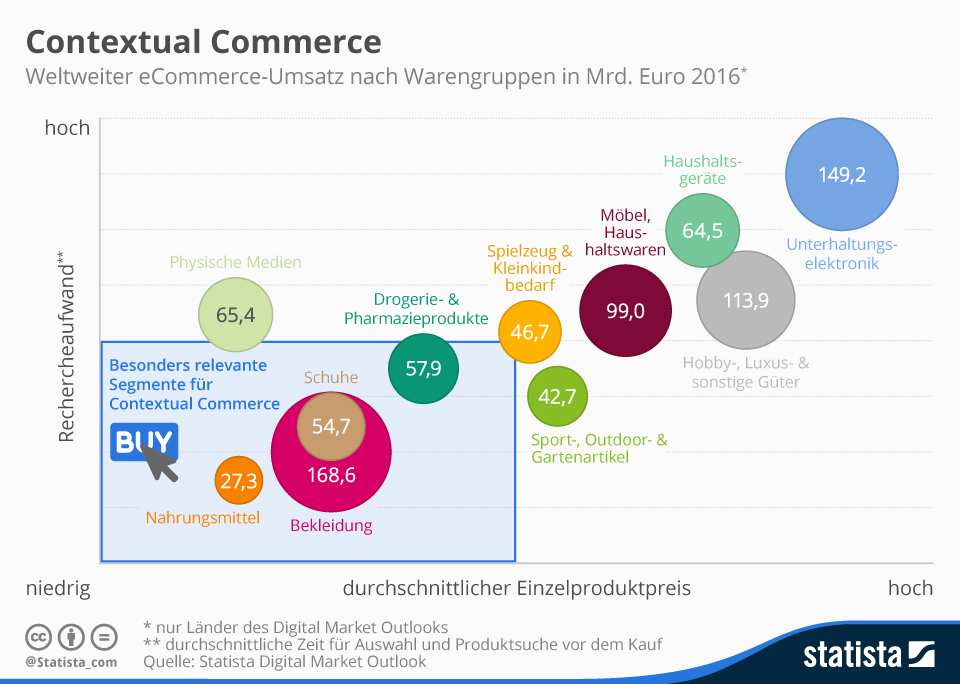 Contextual Commerce
Weltweiter eCommerce-Umsatz nach Warengruppen in Mrd. Euro 2016*
hoch
Rechercheaufwand**
Physische Medien
65,4
Drogerie- &
Pharmazieprodukte
57,9
Spielzeug &
Kleinkind-
bedarf
46,7
Möbel,
Haus-
haltswaren
99,0
Haushalts-
geräte
64,5
149,2
Unterhaltungs-
elektronik
113,9
Hobby-, Luxus- &
sonstige Güter
42,7
Sport-, Outdoor- &
Gartenartikel
Besonders relevante
Segmente für
Contextual Commerce
BUY
Schuhe
54,7
168,6
Bekleidung
27,3
Nahrungsmittel
niedrig
durchschnittlicher Einzelproduktpreis
hoch
cc
@Statista_com
* nur Länder des Digital Market Outlooks
** durchschnittliche Zeit für Auswahl und Produktsuche vor dem Kauf
Quelle: Statista Digital Market Outlook
statista